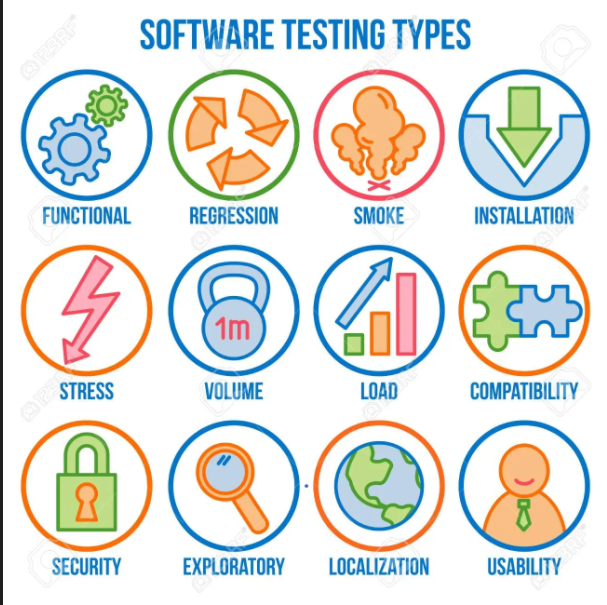 SOFTWARE TESTING TYPES
FUNCTIONAL REGRESSION SMOKE INSTALLATION
1m
STRESS VOLUME LOAD COMPATIBILITY
SECURITY EXPLORATORY LOCALIZATION USABILITY